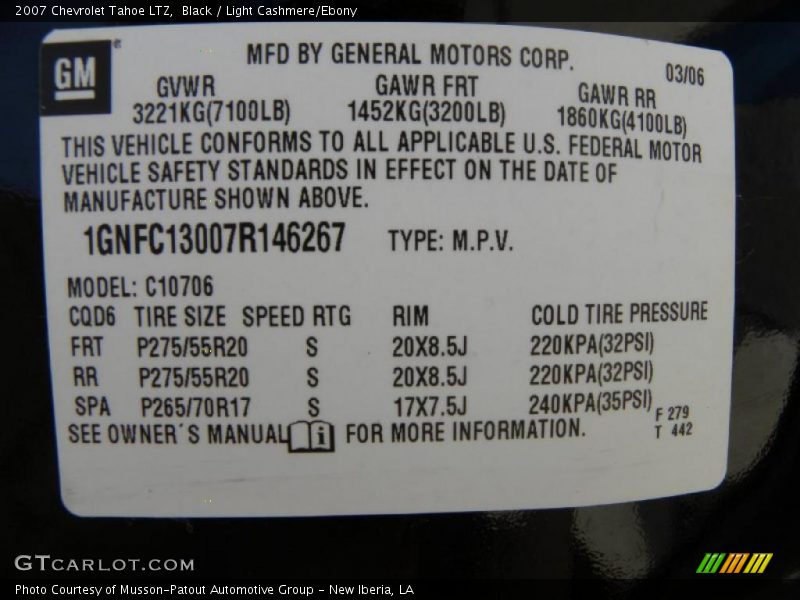 2007 Chevrolet Tahoe LTZ, Black / Light Cashmere/Ebony
GM®
MFD BY GENERAL MOTORS CORP.
03/06
GVWR GAWR FRT GAWR RR
3221KG(7100LB) 1452KG(3200LB) 1860KG(4100LB)
THIS VEHICLE CONFORMS TO ALL APPLICABLE U.S. FEDERAL MOTOR
VEHICLE SAFETY STANDARDS IN EFFECT ON THE DATE OF
MANUFACTURE SHOWN ABOVE.
1GNFC13007R146267 TYPE: M.P.V.
MODEL: C10706
CQD6 TIRE SIZE SPEED RTG RIM COLD TIRE PRESSURE
FRT P275/55R20 S 20X8.5J 220KPA(32PSI)
RR P275/55R20 S 20X8.5J 220KPA(32PSI)
SPA P265/70R17 S 17X7.5J 240KPA(35PSI)
F 279
SEE OWNER´S MANUAL i FOR MORE INFORMATION.
T 442
GTCARLOT.COM
Photo Courtesy of Musson-Patout Automotive Group - New Iberia, LA